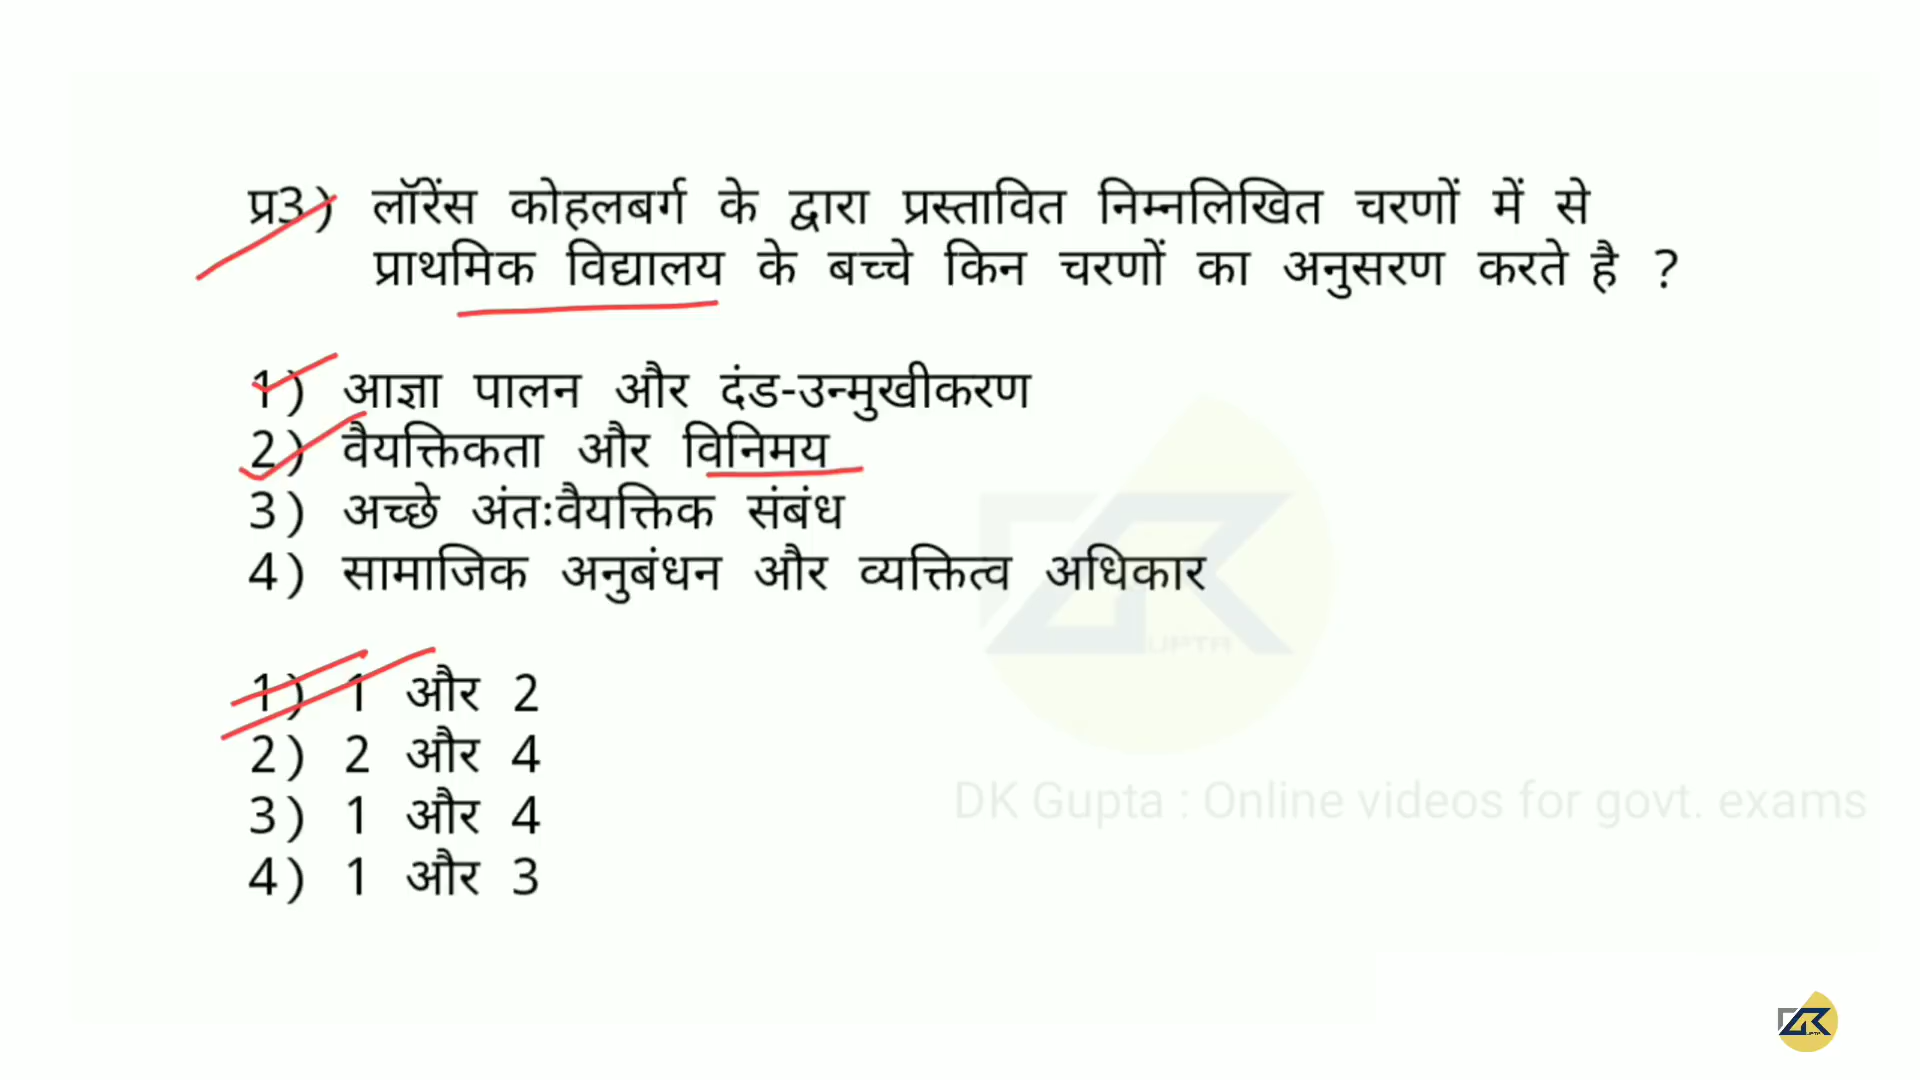 प्र3) लॉरेंस कोहलबर्ग के द्वारा प्रस्तावित निम्नलिखित चरणों में से
प्राथमिक विद्यालय के बच्चे किन चरणों का अनुसरण करते है ?
1) आज्ञा पालन और दंड-उन्मुखीकरण
2) वैयक्तिकता और विनिमय
3) अच्छे अंतःवैयक्तिक संबंध
4) सामाजिक अनुबंधन और व्यक्तित्व अधिकार
UPTA
1) 1 और 2
2) 2 और 4
DK Gupta : Online videos for govt. exams
3) 1 और 4
4) 1 और 3